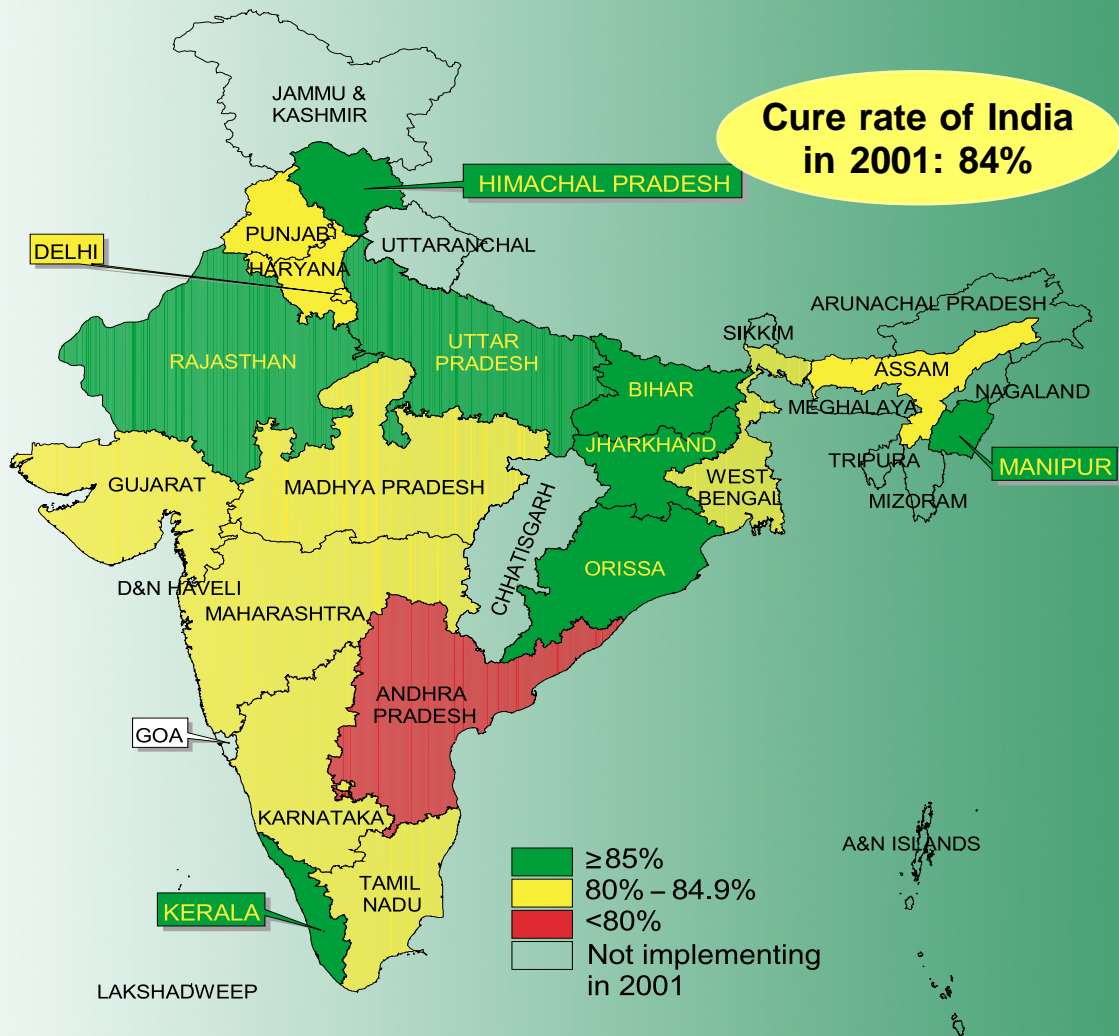 JAMMU &
KASHMIR
Cure rate of India
in 2001: 84%
HIMACHAL PRADESH
PUNJAB
UTTARANCHAL
DELHI
HARYANA
ARUNACHAL PRADESH
SIKKIM
RAJASTHAN
UTTAR
PRADESH
ASSAM
BIHAR
NAGALAND
MEGHALAYA
JHARKHAND
TRIPURA
MANIPUR
GUJARAT
MADHYA PRADESH
WEST
BENGAL
MIZORAM
CHHATISGARH
ORISSA
D&N HAVELI
MAHARASHTRA
ANDHRA
PRADESH
GOA
KARNATAKA
A&N ISLANDS
≥85%
80% – 84.9%
<80%
Not implementing
in 2001
TAMIL
NADU
KERALA
LAKSHADWEEP